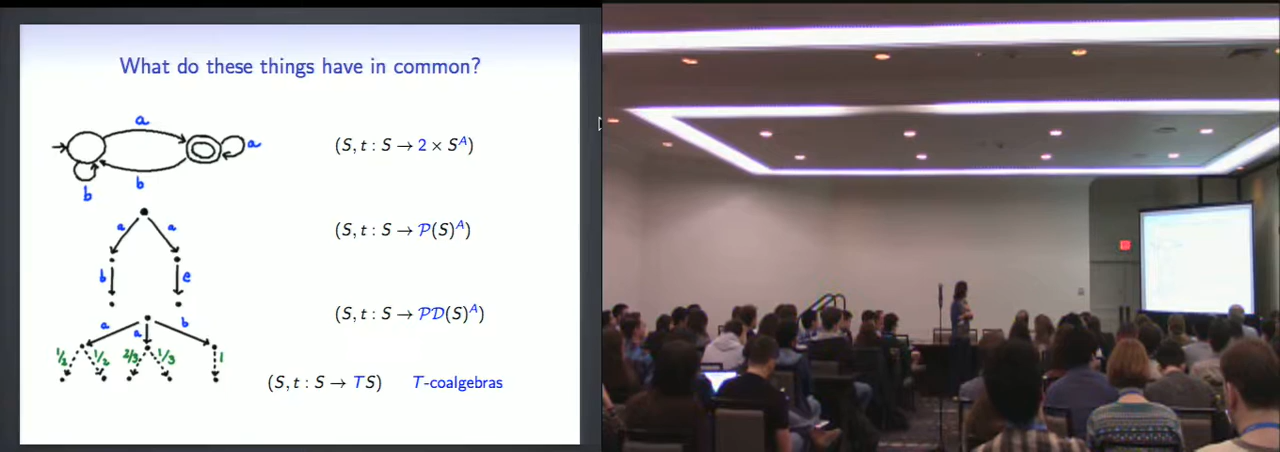 What do these things have in common?
a
a
b
b
(S, t : S → 2 × S^A)
a a
b e
(S, t : S → P(S)^A)
a a b
1/2 1/2 2/3 1/3 1
(S, t : S → PD(S)^A)
(S, t : S → TS) T-coalgebras